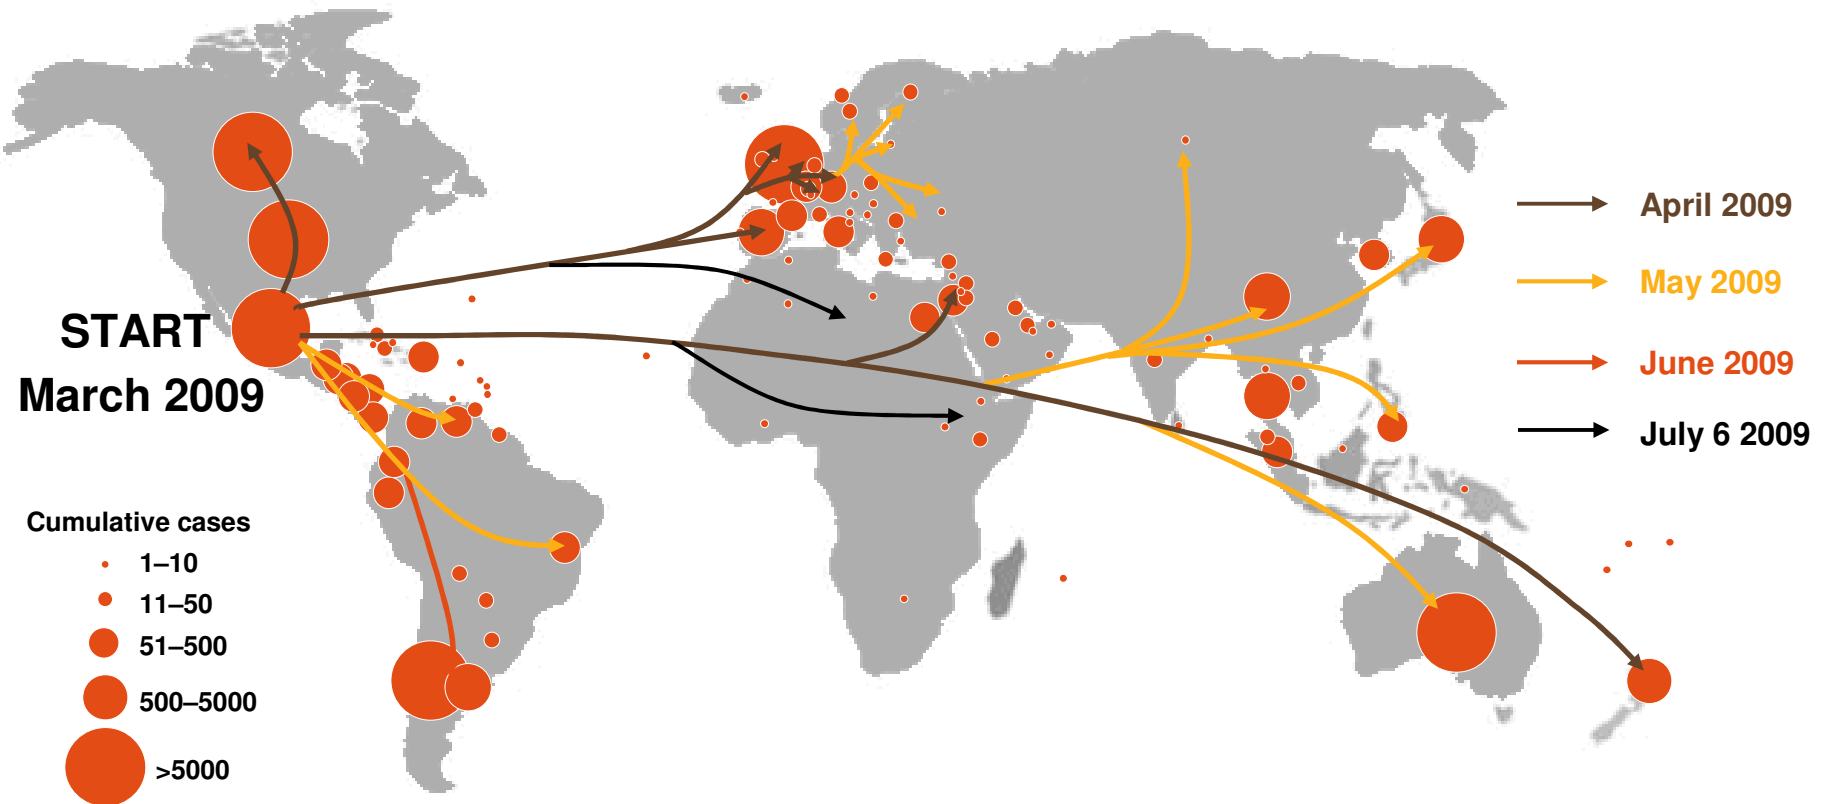 START
March 2009
Cumulative cases
1–10
11–50
51–500
500–5000
>5000
April 2009
May 2009
June 2009
July 6 2009